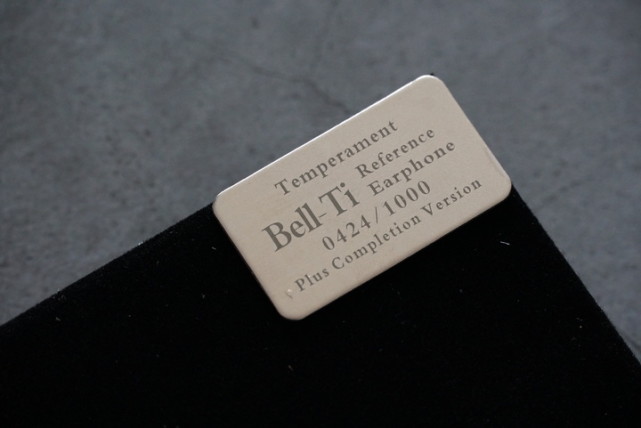 Temperament
Bell-Ti Reference Earphone
0424/1000
Plus Completion Version